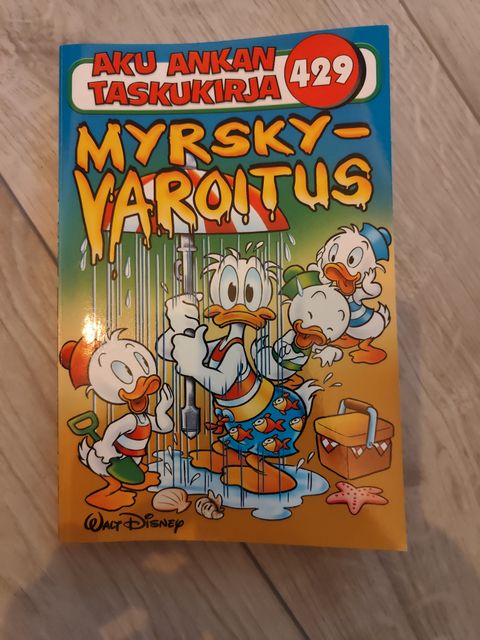 AKU ANKAN
TASKUKIRJA
429
MYRSKY-
VAROITUS
WALT DISNEY